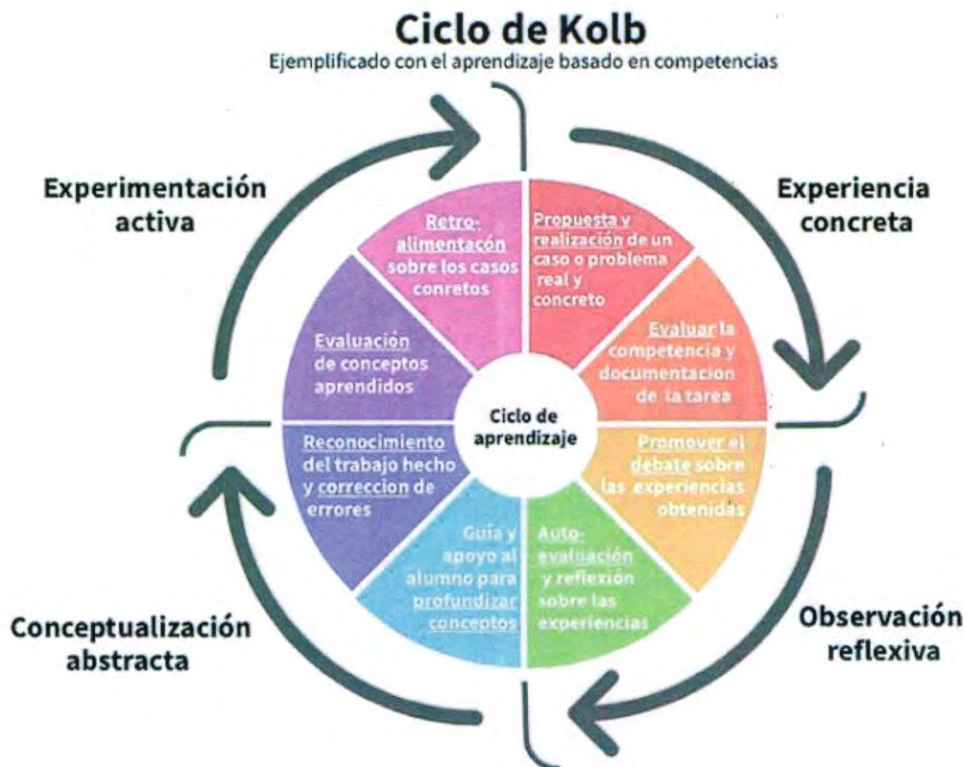 Ciclo de Kolb
Ejemplificado con el aprendizaje basado en competencias
Experiencia
concreta
Propuesta y
realización de un
caso o problema
real y
concreto
Evaluar la
competencia y
documentacion
de la tarea
Observación
reflexiva
Promover el
debate sobre
las experiencias
obtenidas
Auto-
evaluación
y reflexión
sobre las
experiencias
Conceptualización
abstracta
Guía y
apoyo al
alumno para
profundizar
conceptos
Reconocimiento
del trabajo hecho
y correccion de
errores
Experimentación
activa
Evaluación
de conceptos
aprendidos
Retro-
alimentacón
sobre los casos
conretos
Ciclo de
aprendizaje